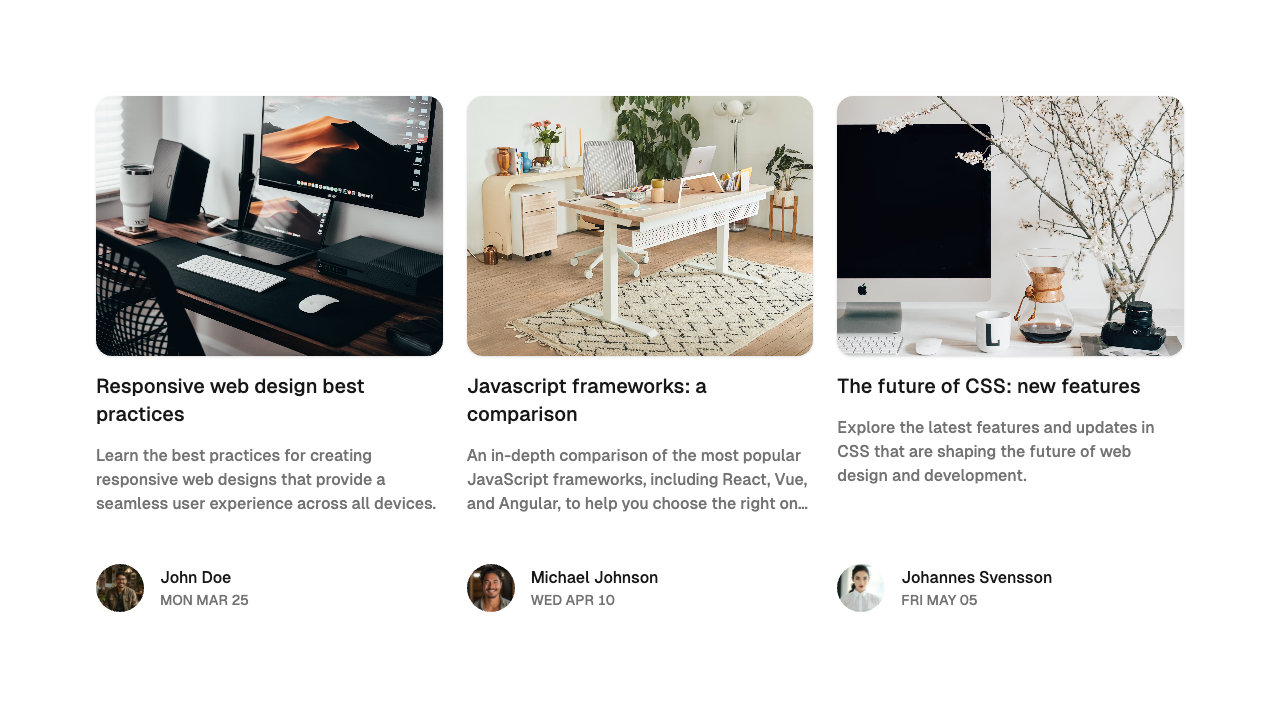 Responsive web design best
practices
Learn the best practices for creating
responsive web designs that provide a
seamless user experience across all devices.
John Doe
MON MAR 25
Javascript frameworks: a
comparison
An in-depth comparison of the most popular
JavaScript frameworks, including React, Vue,
and Angular, to help you choose the right on...
Michael Johnson
WED APR 10
L
The future of CSS: new features
Explore the latest features and updates in
CSS that are shaping the future of web
design and development.
Johannes Svensson
FRI MAY 05